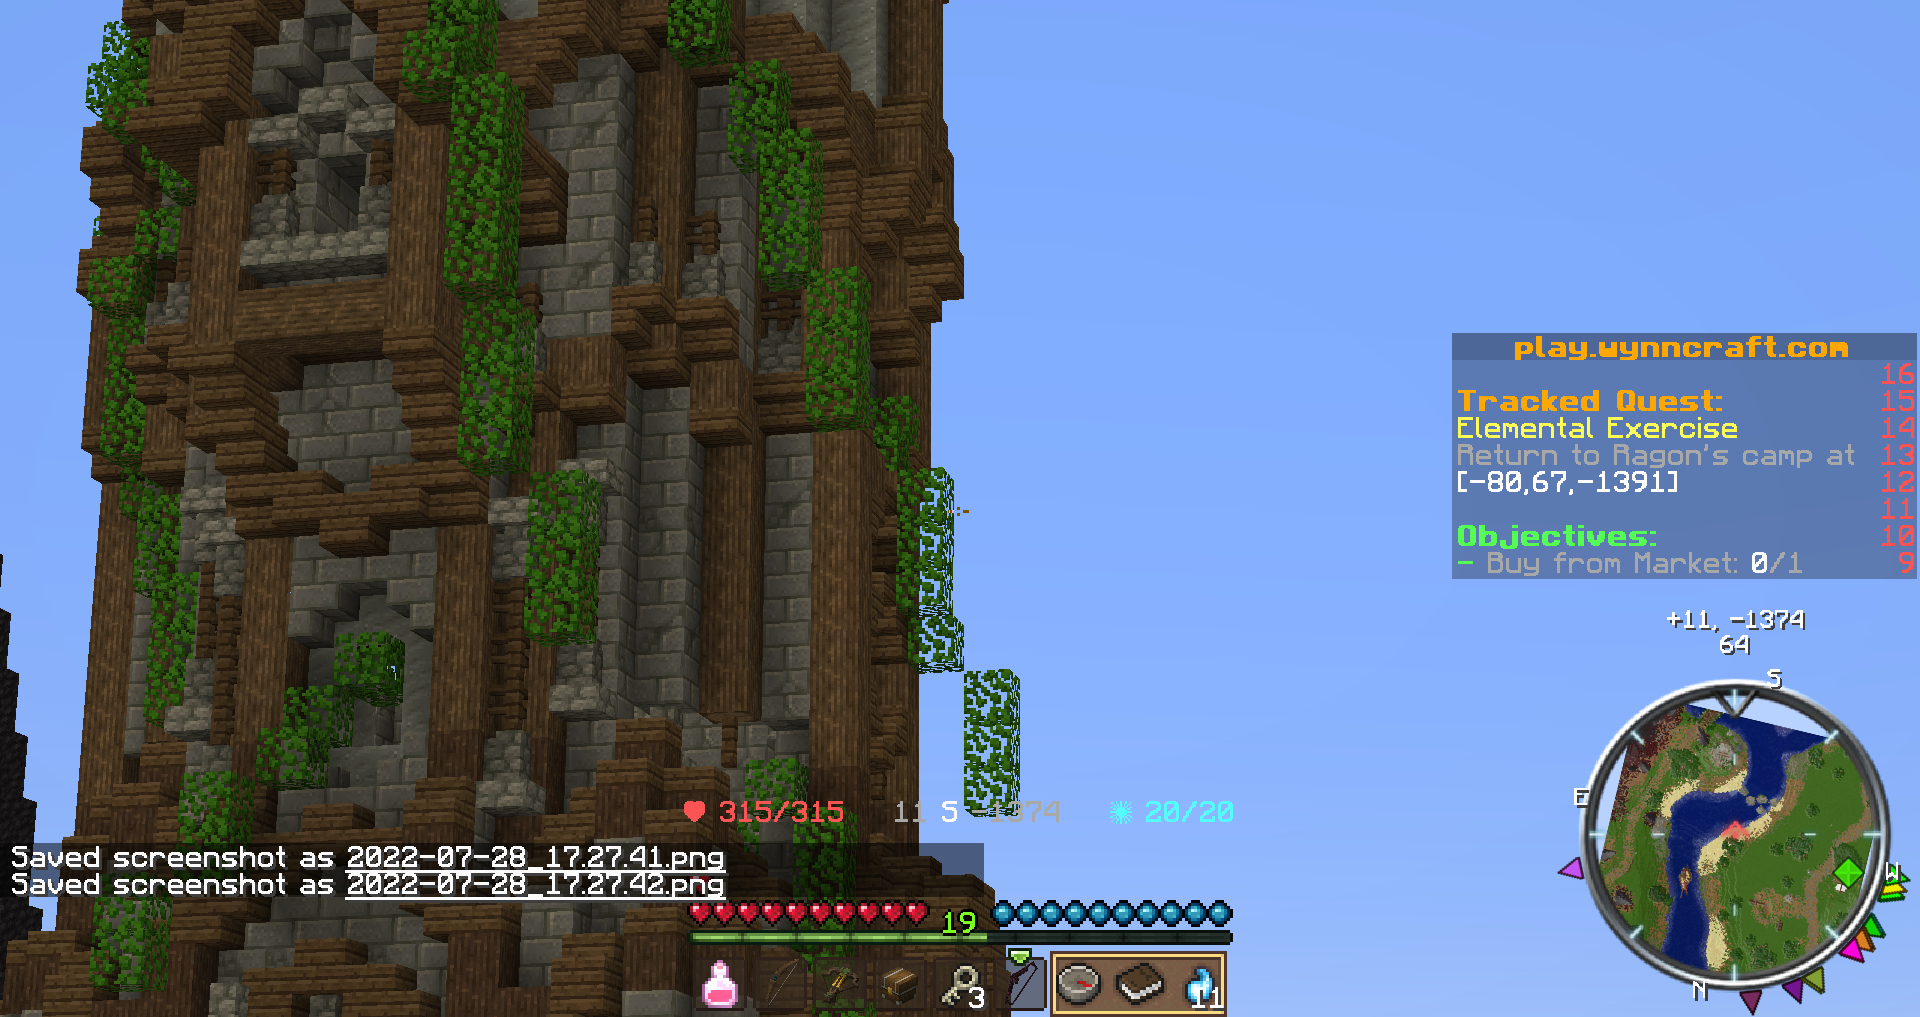 play.wynncraft.com
16
Tracked Quest: 15
Elemental Exercise 14
Return to Ragon's camp at 13
[-80,67,-1391] 12
11
Objectives: 10
- Buy from Market: 0/1 9
+11, -1374
64
S
E
W
N
315/315 11 S -1374 20/20
Saved screenshot as 2022-07-28_17.27.41.png
Saved screenshot as 2022-07-28_17.27.42.png
19
3
11